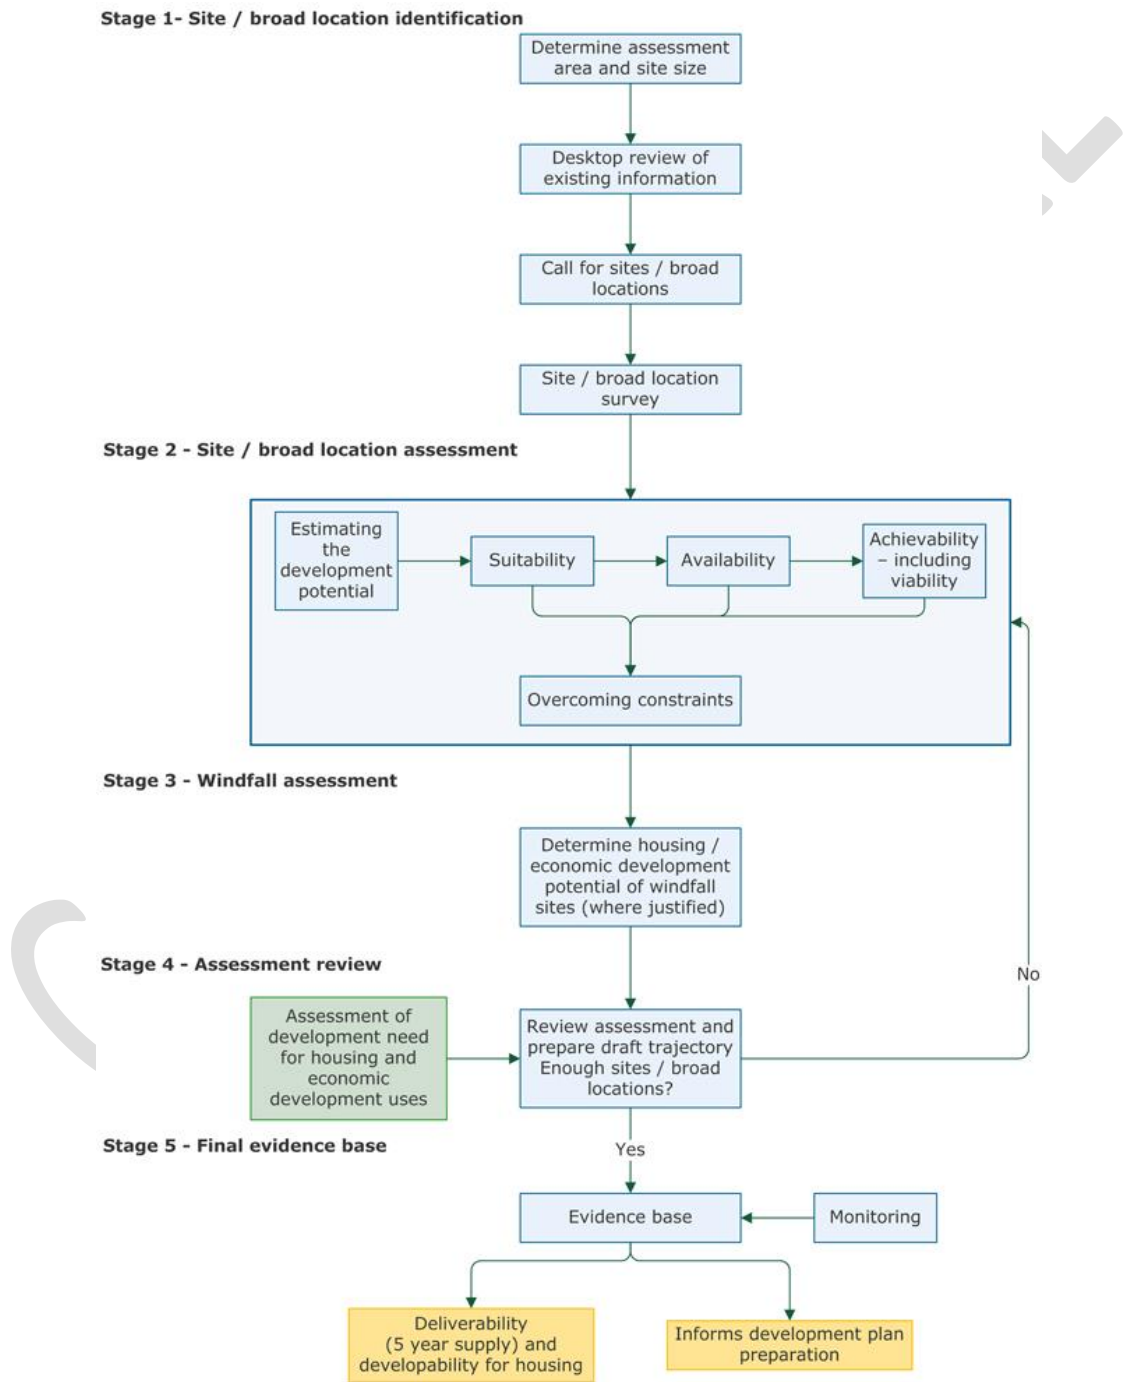 Stage 1- Site / broad location identification
Determine assessment
area and site size
Desktop review of
existing information
Call for sites / broad
locations
Site / broad location
survey
Stage 2 - Site / broad location assessment
Estimating
the
development
potential
Suitability
Availability
Achievability
– including
viability
Overcoming constraints
Stage 3 - Windfall assessment
Determine housing /
economic development
potential of windfall
sites (where justified)
Stage 4 - Assessment review
No
Assessment of
development need
for housing and
economic
development uses
Review assessment and
prepare draft trajectory
Enough sites / broad
locations?
Stage 5 - Final evidence base
Yes
Evidence base
Monitoring
Deliverability
(5 year supply) and
developability for housing
Informs development plan
preparation